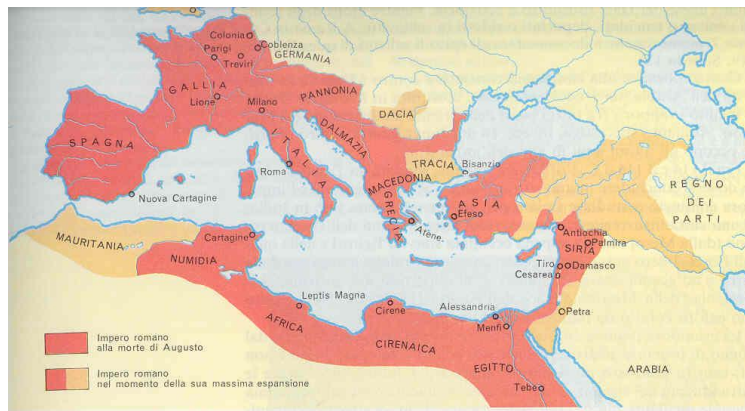 Colonia
Coblenza
Parigi
Treviri
GERMANIA
GALLIA
Lione
Milano
PANNONIA
DACIA
DALMAZIA
SPAGNA
ITALIA
Roma
TRACIA
Bisanzio
MACEDONIA
Nuova Cartagine
GRECIA
ASIA
Efeso
Atene
REGNO
DEI
PARTI
MAURITANIA
Cartagine
NUMIDIA
Antiochia
SIRIA
Palmira
Tiro
Damasco
Cesarea
Leptis Magna
Cirene
Alessandria
Petra
AFRICA
Menfi
CIRENAICA
EGITTO
ARABIA
Tebe
Impero romano
alla morte di Augusto
Impero romano
nel momento della sua massima espansione